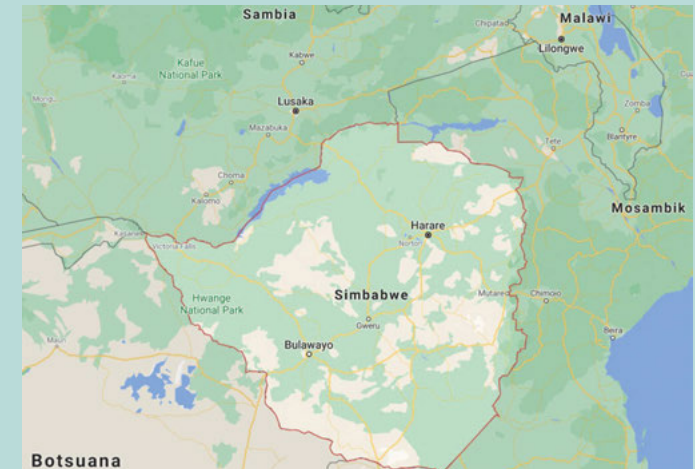 Sambia
Chipata
Malawi
Lilongwe
Kabwe
Kafue
National Park
Kaoma
Mongu
Lusaka
Zomba
Mazabuka
Blantyre
Tete
Choma
Kalomo
Mosambik
Harare
Norton
Kasane
Victoria Falls
Hwange
National Park
Simbabwe
Mutare
Chimoio
Gweru
Beira
Bulawayo
Maun
Botsuana